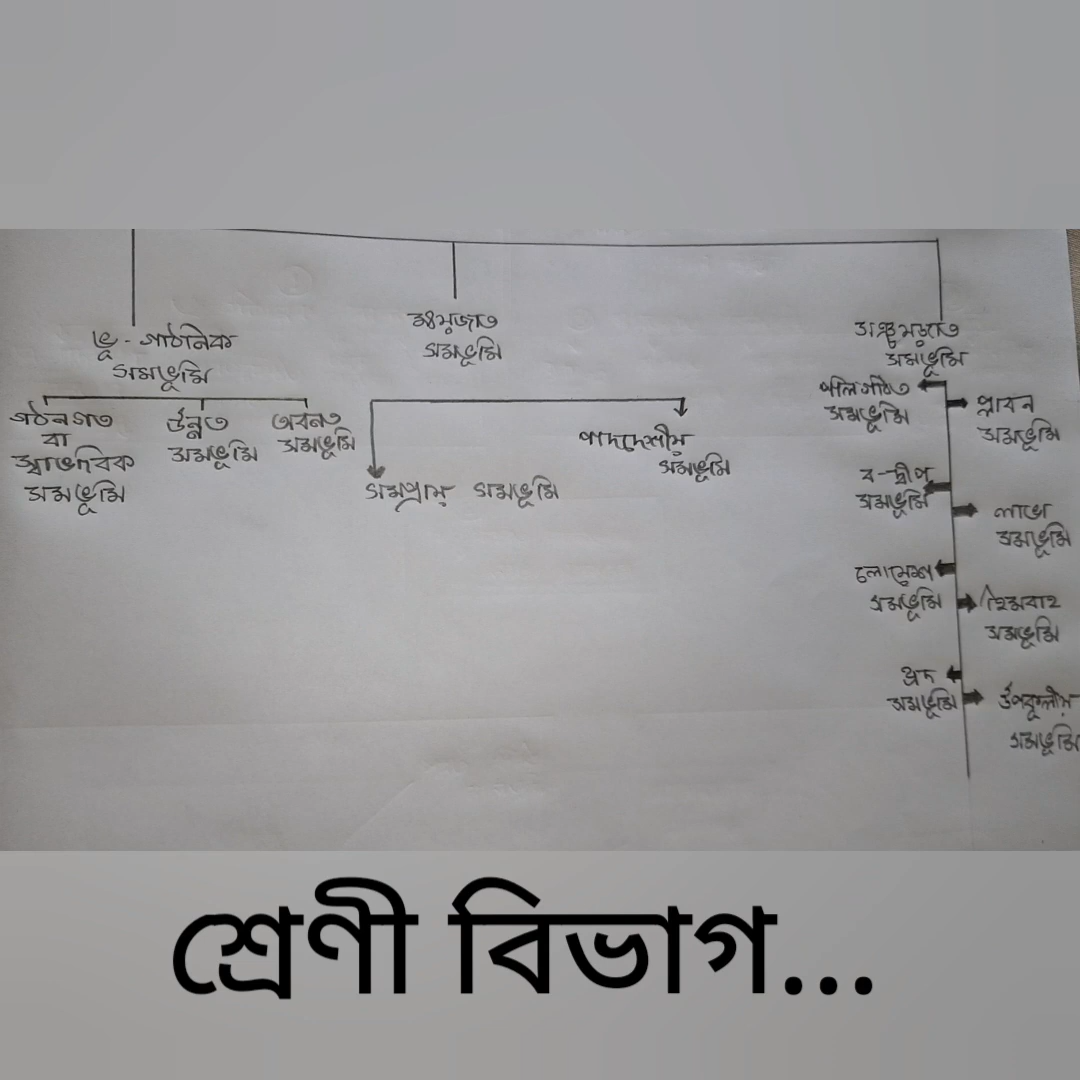 ভূ-গাঠনিক
সমভূমি
ক্ষয়জাত
সমভূমি
সঞ্চয়জাত
সমভূমি
গঠনগত
বা
স্বাভাবিক
সমভূমি
উন্নত
সমভূমি
অবনত
সমভূমি
সমপ্রায় সমভূমি
পাদদেশীয়
সমভূমি
পলিগঠিত
সমভূমি
প্লাবন
সমভূমি
ব-দ্বীপ
সমভূমি
লাভা
সমভূমি
লোয়েশ
সমভূমি
হিমবাহ
সমভূমি
হ্রদ
সমভূমি
উপকূলীয়
সমভূমি
শ্রেণী বিভাগ...